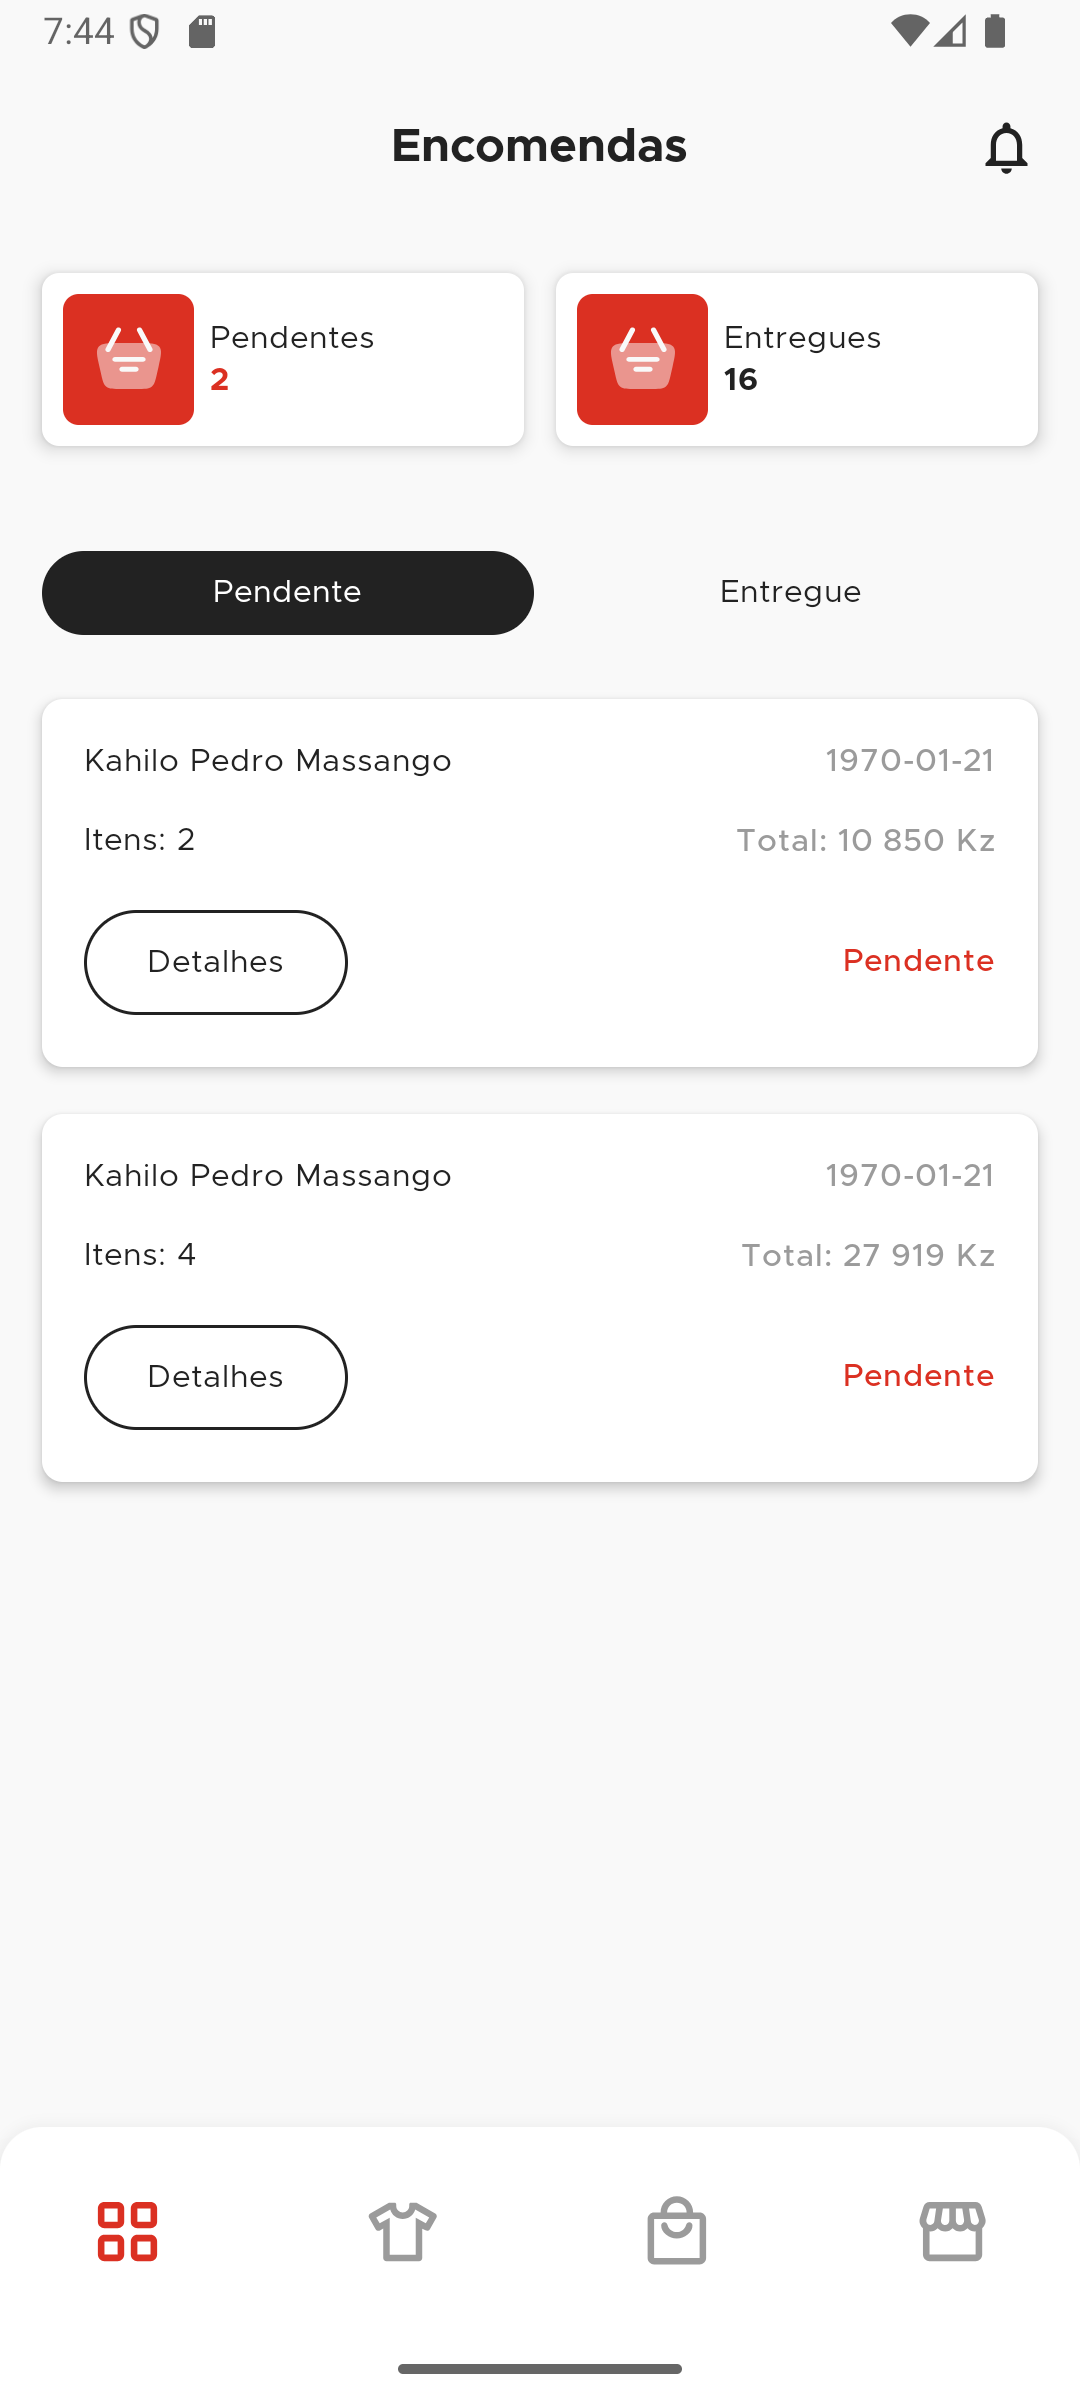 7:44
Encomendas
Pendentes
2
Entregues
16
Pendente
Entregue
Kahilo Pedro Massango
1970-01-21
Itens: 2
Total: 10 850 Kz
Detalhes
Pendente
Kahilo Pedro Massango
1970-01-21
Itens: 4
Total: 27 919 Kz
Detalhes
Pendente